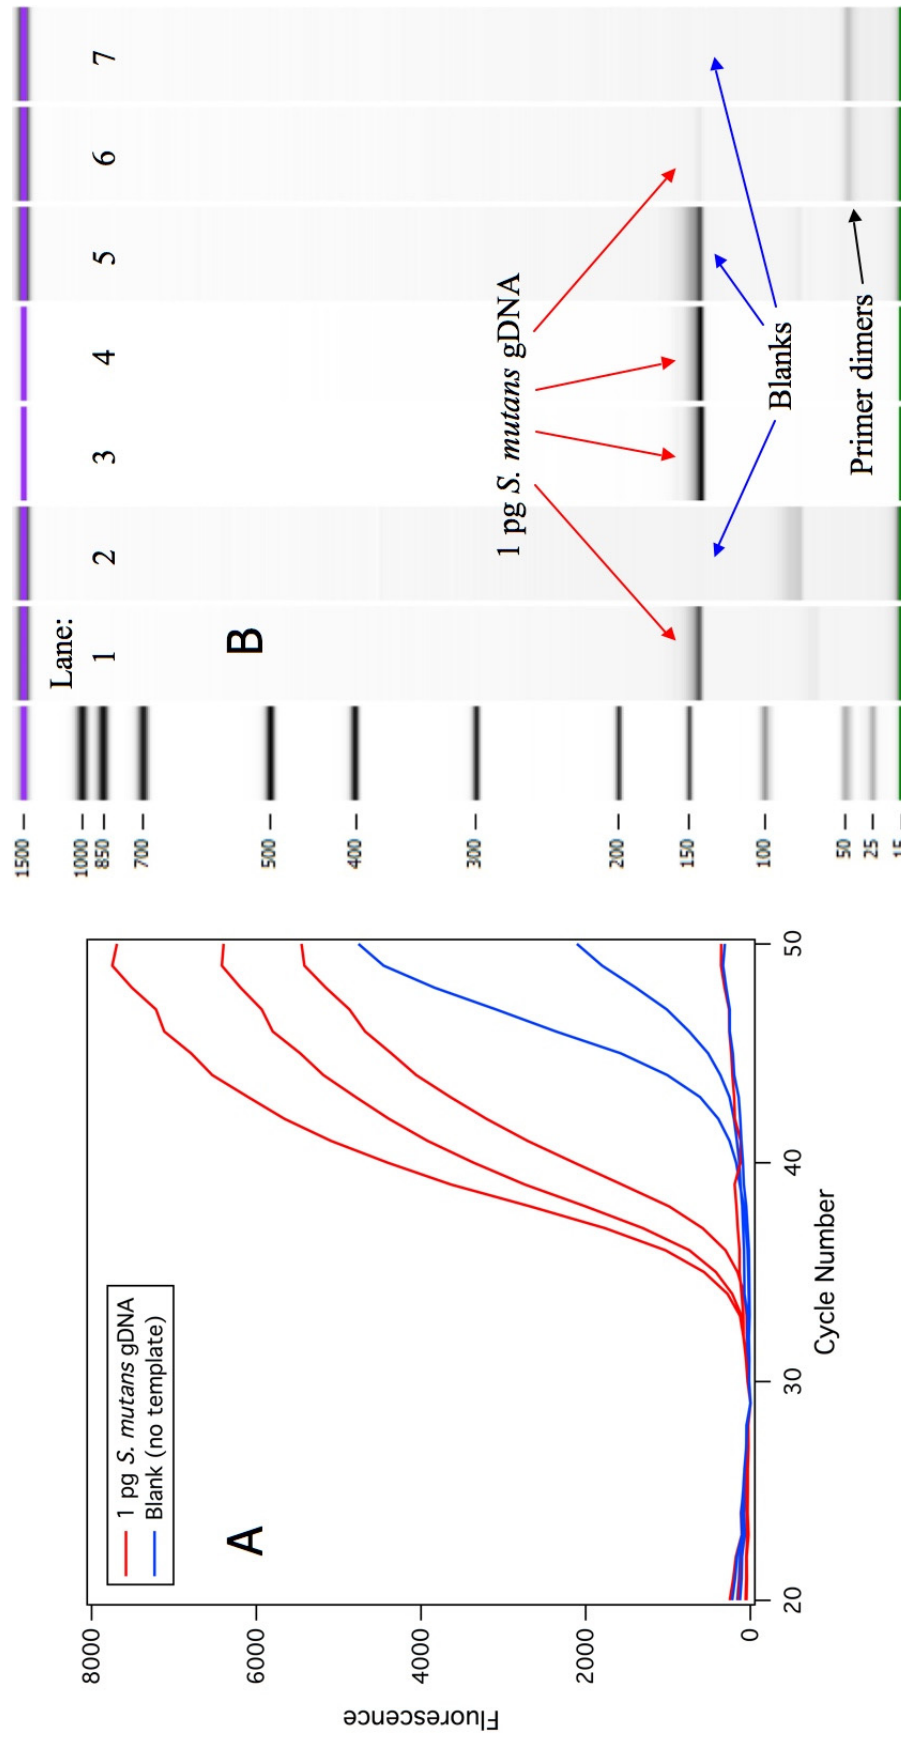 A
1 pg S. mutans gDNA
Blank (no template)
Fluorescence
8000
6000
4000
2000
0
20
30
40
50
Cycle Number
B
Lane:
1 2 3 4 5 6 7
1500
1000
850
700
500
400
300
200
150
100
50
25
15
1 pg S. mutans gDNA
Blanks
Primer dimers